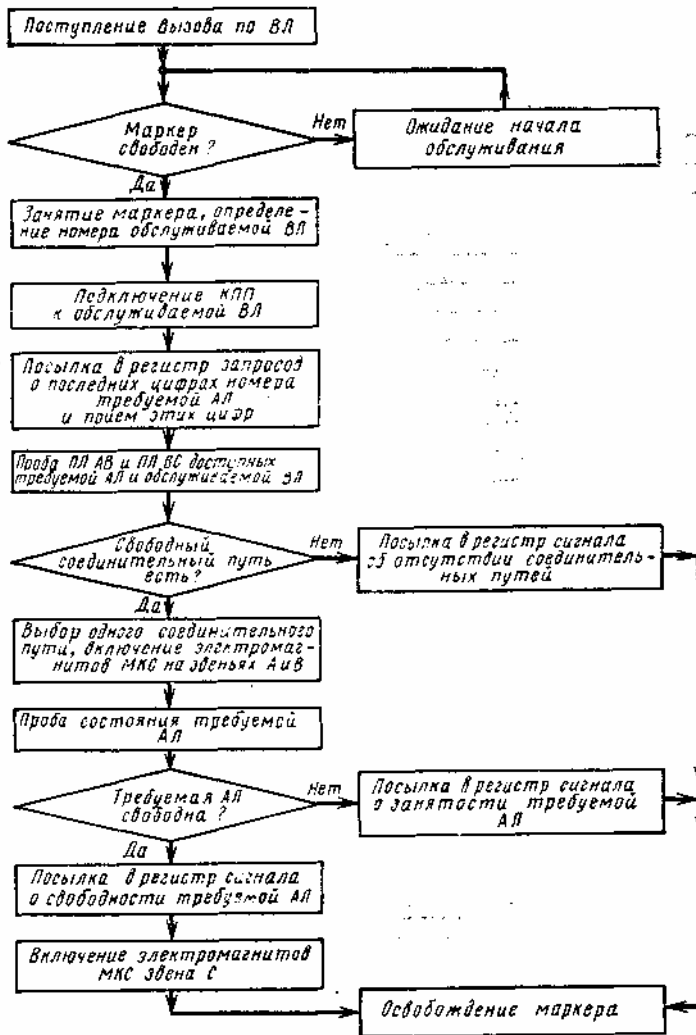 Поступление вызова по ВЛ
Маркер
свободен ?
Нет
Ожидание начала
обслуживания
Да
Занятие маркера, определе-
ние номера обслуживаемой ВЛ
Подключение КПП
к обслуживаемой ВЛ
Посылка в регистр запросов
о последних цифрах номера
требуемой АЛ
и прием этих цифр
Проба ПЛ АВ и ПЛ ВС доступных
требуемой АЛ и обслуживаемой ВЛ
Свободный
соединительный путь
есть?
Нет
Посылка в регистр сигнала
об отсутствии соединитель-
ных путей
Да
Выбор одного соединительного
пути, включение электромаг-
нитов МКС на звеньях А и В
Проба состояния требуемой
АЛ
Требуемая АЛ
свободна ?
Нет
Посылка в регистр сигнала
о занятости требуемой
АЛ
Да
Посылка в регистр сигнала
о свободности требуемой АЛ
Включение электромагнитов
МКС звена С
Освобождение маркера